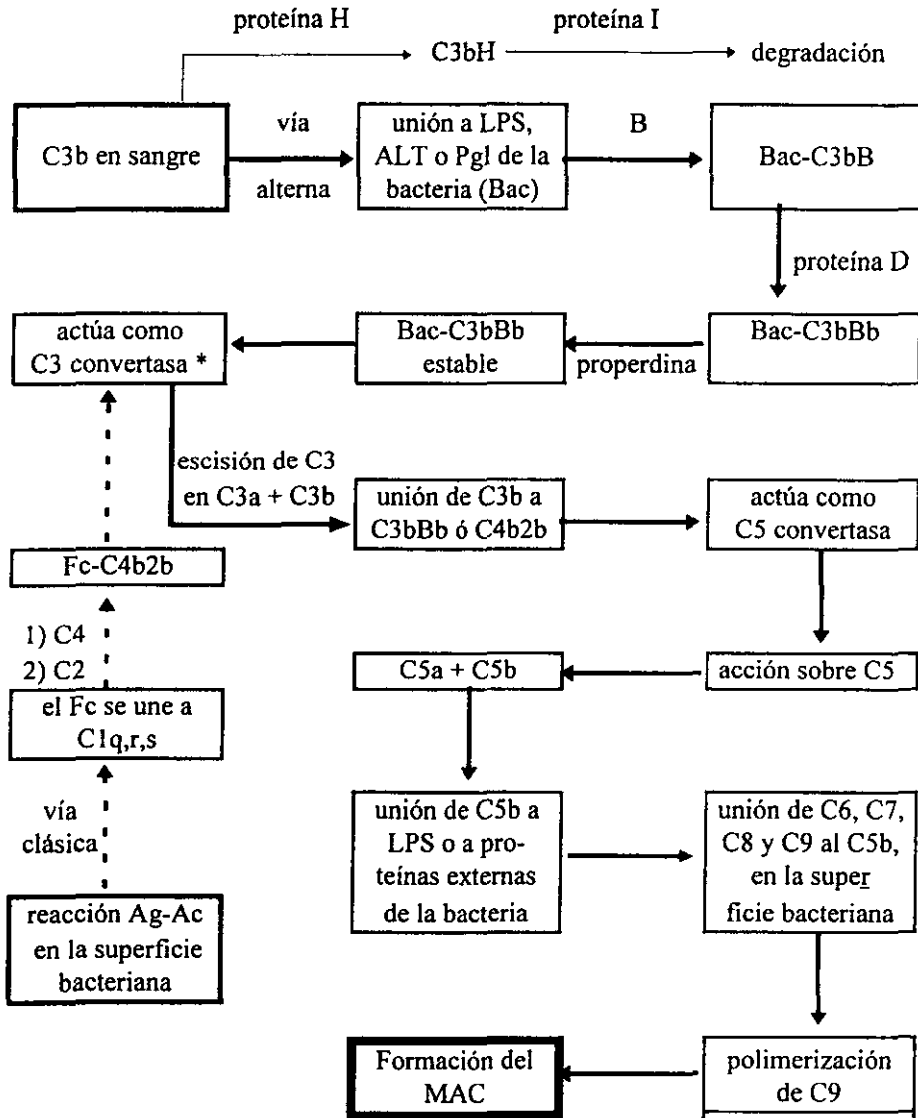 proteína H
proteína I
C3bH
degradación
C3b en sangre
vía
alterna
unión a LPS,
ALT o Pgl de la
bacteria (Bac)
B
Bac-C3bB
proteína D
actúa como
C3 convertasa *
Bac-C3bBb
estable
properdina
Bac-C3bBb
escisión de C3
en C3a + C3b
unión de C3b a
C3bBb ó C4b2b
actúa como
C5 convertasa
Fc-C4b2b
1) C4
2) C2
C5a + C5b
acción sobre C5
el Fc se une a
C1q,r,s
vía
clásica
unión de C5b a
LPS o a pro-
teínas externas
de la bacteria
unión de C6, C7,
C8 y C9 al C5b,
en la super
ficie bacteriana
reacción Ag-Ac
en la superficie
bacteriana
Formación del
MAC
polimerización
de C9